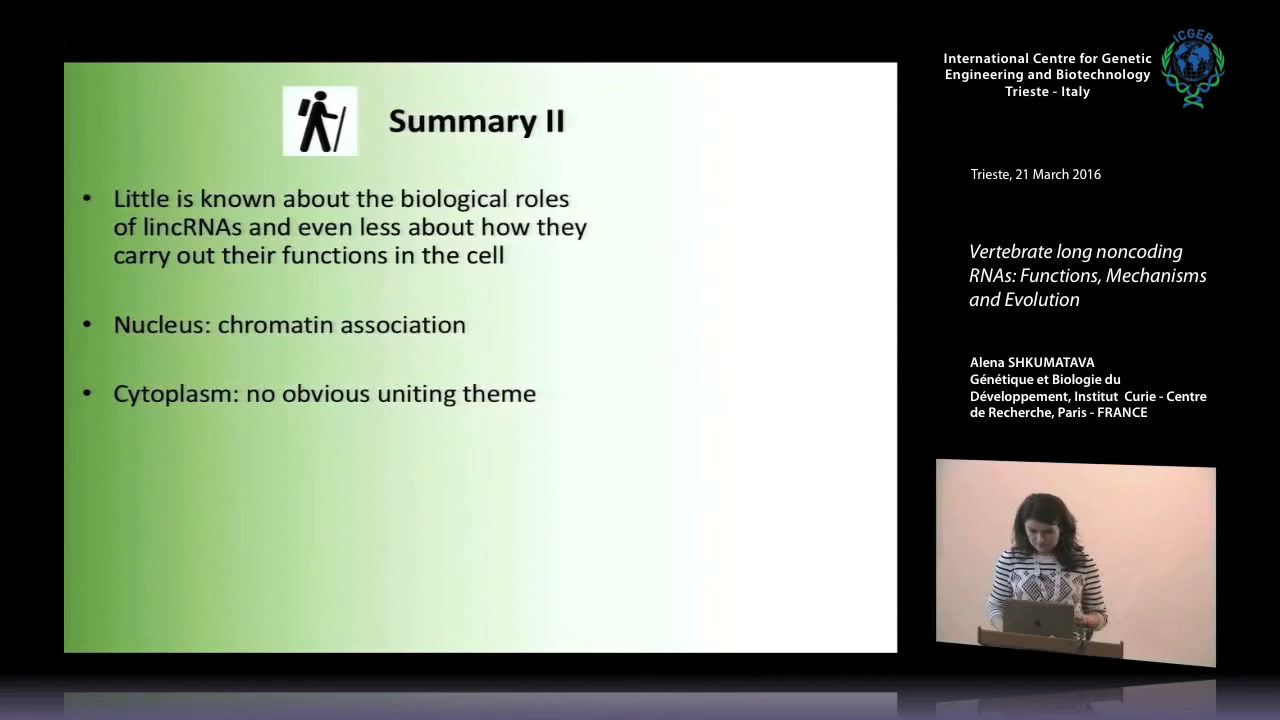 Summary II
• Little is known about the biological roles
of lincRNAs and even less about how they
carry out their functions in the cell
• Nucleus: chromatin association
• Cytoplasm: no obvious uniting theme
International Centre for Genetic
Engineering and Biotechnology
Trieste - Italy
ICGEB
Trieste, 21 March 2016
Vertebrate long noncoding
RNAs: Functions, Mechanisms
and Evolution
Alena SHKUMATAVA
Génétique et Biologie du
Développement, Institut Curie - Centre
de Recherche, Paris - FRANCE